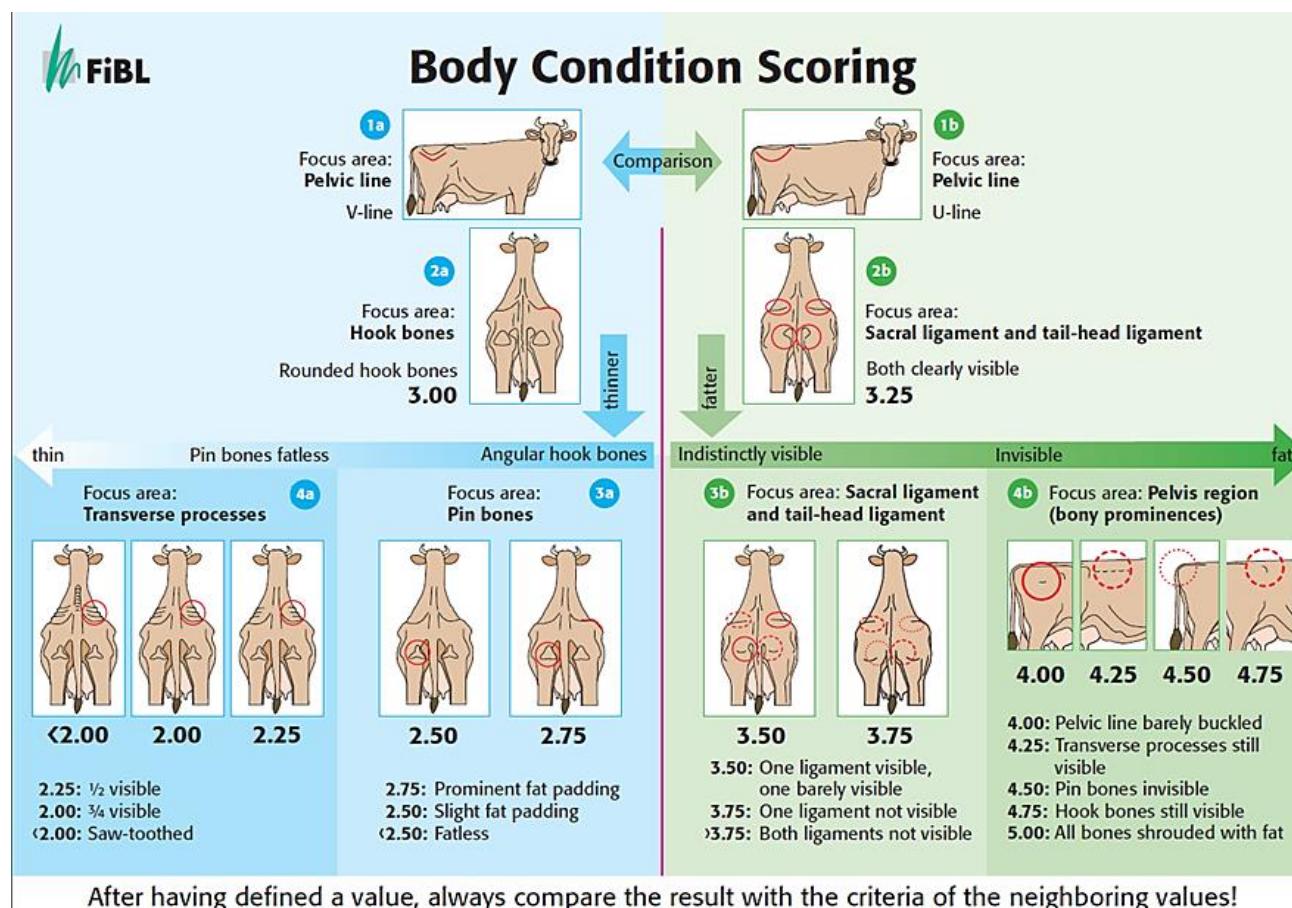 FiBL
Body Condition Scoring
1a
Focus area:
Pelvic line
V-line
Comparison
1b
Focus area:
Pelvic line
U-line
2a
Focus area:
Hook bones
Rounded hook bones
3.00
thinner
2b
Focus area:
Sacral ligament and tail-head ligament
Both clearly visible
3.25
fatter
thin
Pin bones fatless
Angular hook bones
Indistinctly visible
Invisible
fat
4a
Focus area:
Transverse processes
<2.00 2.00 2.25
2.25: ½ visible
2.00: ¾ visible
<2.00: Saw-toothed
3a
Focus area:
Pin bones
2.50 2.75
2.75: Prominent fat padding
2.50: Slight fat padding
<2.50: Fatless
3b
Focus area: Sacral ligament
and tail-head ligament
3.50 3.75
3.50: One ligament visible,
one barely visible
3.75: One ligament not visible
>3.75: Both ligaments not visible
4b
Focus area: Pelvis region
(bony prominences)
4.00 4.25 4.50 4.75
4.00: Pelvic line barely buckled
4.25: Transverse processes still
visible
4.50: Pin bones invisible
4.75: Hook bones still visible
5.00: All bones shrouded with fat
After having defined a value, always compare the result with the criteria of the neighboring values!